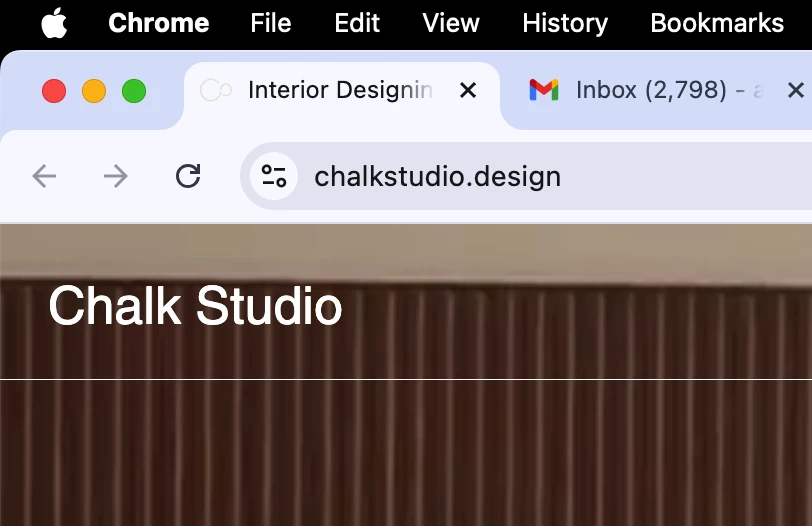 Chrome File Edit View History Bookmarks
Interior Designin Inbox (2,798) - a
chalkstudio.design
Chalk Studio